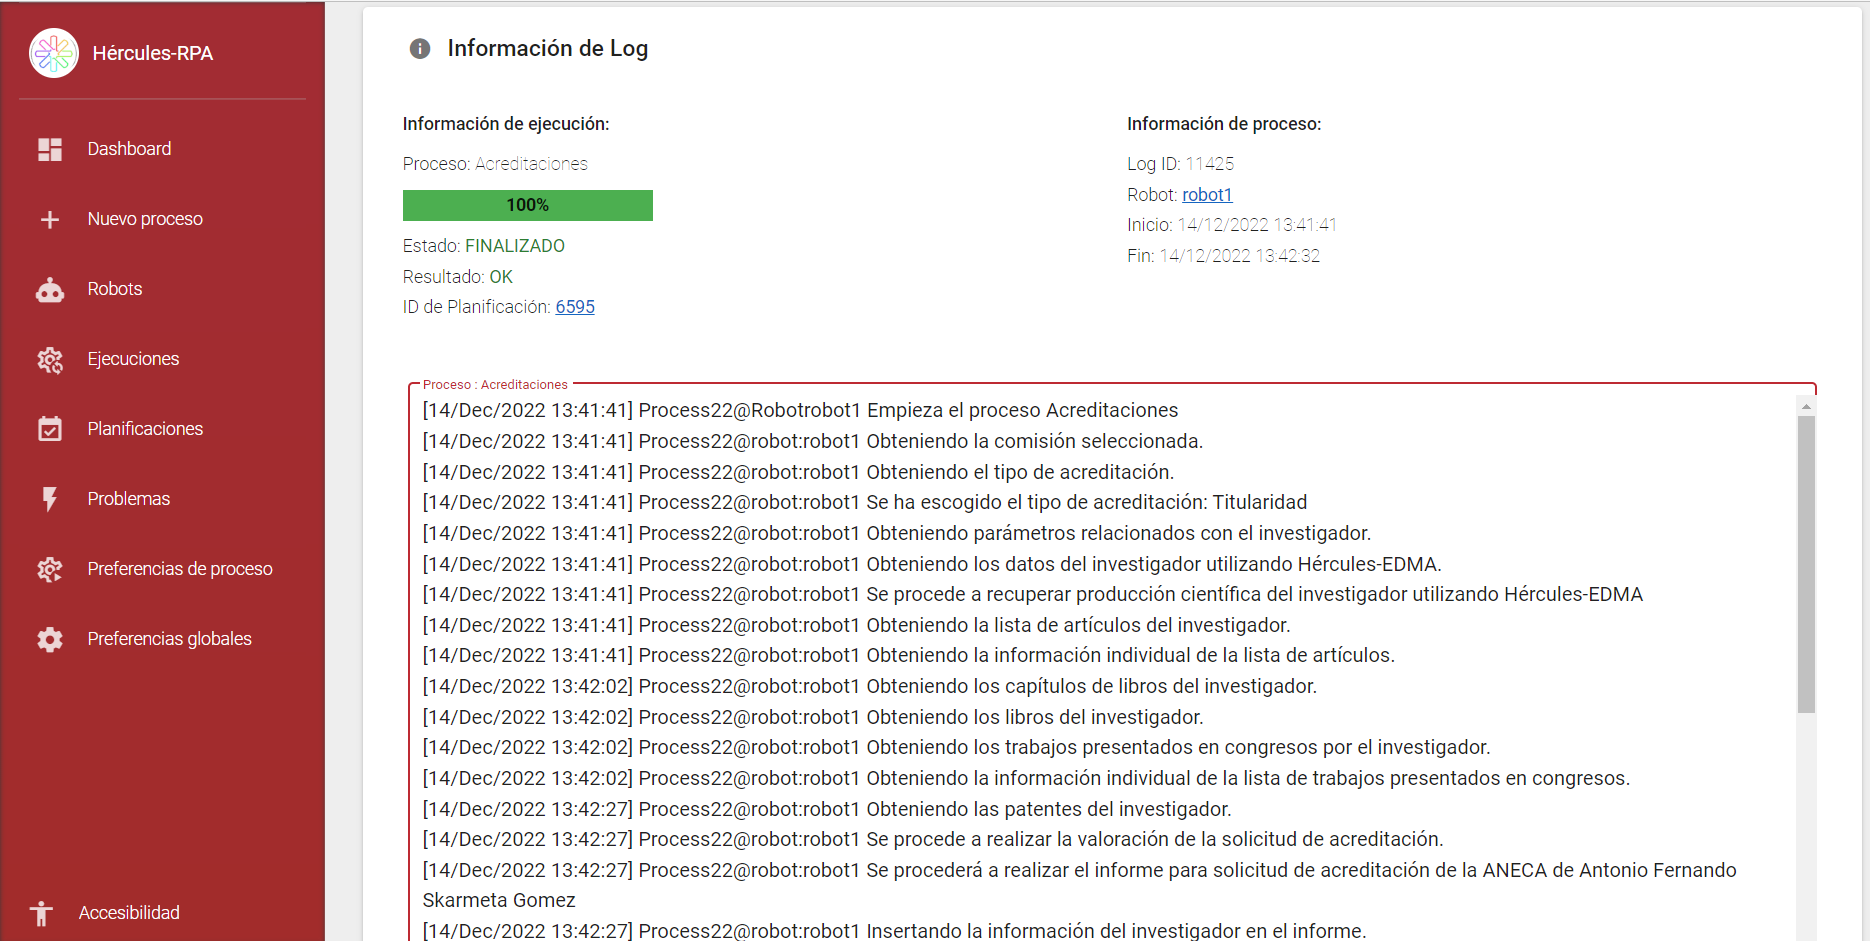 Hércules-RPA
Dashboard
Nuevo proceso
Robots
Ejecuciones
Planificaciones
Problemas
Preferencias de proceso
Preferencias globales
Accesibilidad
Información de Log
Información de ejecución:
Proceso: Acreditaciones
100%
Estado: FINALIZADO
Resultado: OK
ID de Planificación: 6595
Información de proceso:
Log ID: 11425
Robot: robot1
Inicio: 14/12/2022 13:41:41
Fin: 14/12/2022 13:42:32
Proceso : Acreditaciones
[14/Dec/2022 13:41:41] Process22@Robotrobot1 Empieza el proceso Acreditaciones
[14/Dec/2022 13:41:41] Process22@robot:robot1 Obteniendo la comisión seleccionada.
[14/Dec/2022 13:41:41] Process22@robot:robot1 Obteniendo el tipo de acreditación.
[14/Dec/2022 13:41:41] Process22@robot:robot1 Se ha escogido el tipo de acreditación: Titularidad
[14/Dec/2022 13:41:41] Process22@robot:robot1 Obteniendo parámetros relacionados con el investigador.
[14/Dec/2022 13:41:41] Process22@robot:robot1 Obteniendo los datos del investigador utilizando Hércules-EDMA.
[14/Dec/2022 13:41:41] Process22@robot:robot1 Se procede a recuperar producción científica del investigador utilizando Hércules-EDMA
[14/Dec/2022 13:41:41] Process22@robot:robot1 Obteniendo la lista de artículos del investigador.
[14/Dec/2022 13:41:41] Process22@robot:robot1 Obteniendo la información individual de la lista de artículos.
[14/Dec/2022 13:42:02] Process22@robot:robot1 Obteniendo los capítulos de libros del investigador.
[14/Dec/2022 13:42:02] Process22@robot:robot1 Obteniendo los libros del investigador.
[14/Dec/2022 13:42:02] Process22@robot:robot1 Obteniendo los trabajos presentados en congresos por el investigador.
[14/Dec/2022 13:42:02] Process22@robot:robot1 Obteniendo la información individual de la lista de trabajos presentados en congresos.
[14/Dec/2022 13:42:27] Process22@robot:robot1 Obteniendo las patentes del investigador.
[14/Dec/2022 13:42:27] Process22@robot:robot1 Se procede a realizar la valoración de la solicitud de acreditación.
[14/Dec/2022 13:42:27] Process22@robot:robot1 Se procederá a realizar el informe para solicitud de acreditación de la ANECA de Antonio Fernando
Skarmeta Gomez
[14/Dec/2022 13:42:27] Process22@robot:robot1 Insertando la información del investigador en el informe.